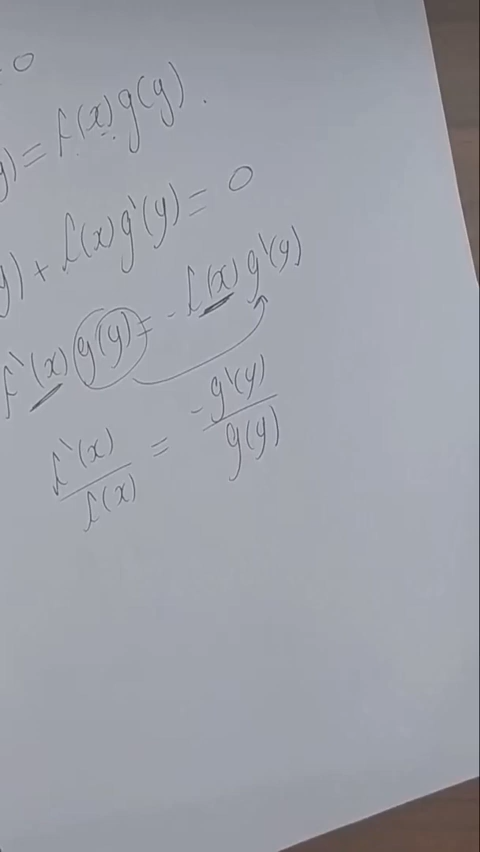 = 0
y) = f(x)g(y).
g(y) + f(x)g'(y) = 0
f'(x) g(y) = - f(x) g'(y)
f'(x)/f(x) = -g'(y)/g(y)